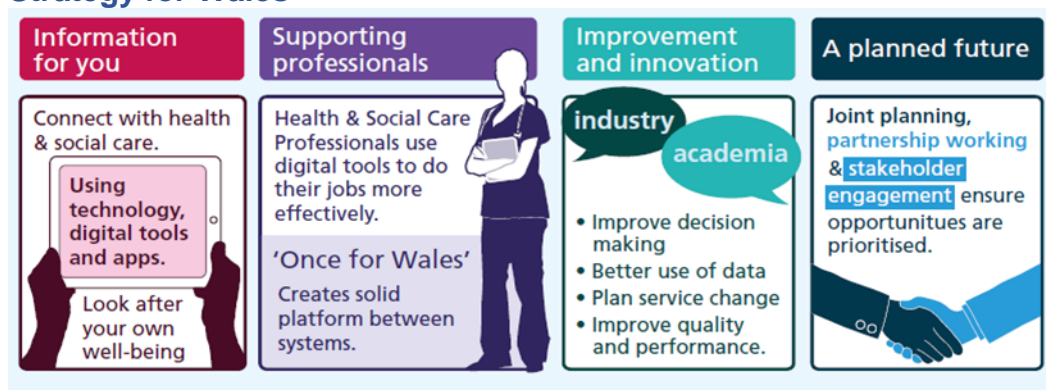 Strategy for Wales
Information
for you
Connect with health
& social care.
Using
technology,
digital tools
and apps.
Look after
your own
well-being
Supporting
professionals
Health & Social Care
Professionals use
digital tools to do
their jobs more
effectively.
'Once for Wales'
Creates solid
platform between
systems.
Improvement
and innovation
industry
academia
• Improve decision
making
• Better use of data
• Plan service change
• Improve quality
and performance.
A planned future
Joint planning,
partnership working
& stakeholder
engagement ensure
opportunitues are
prioritised.